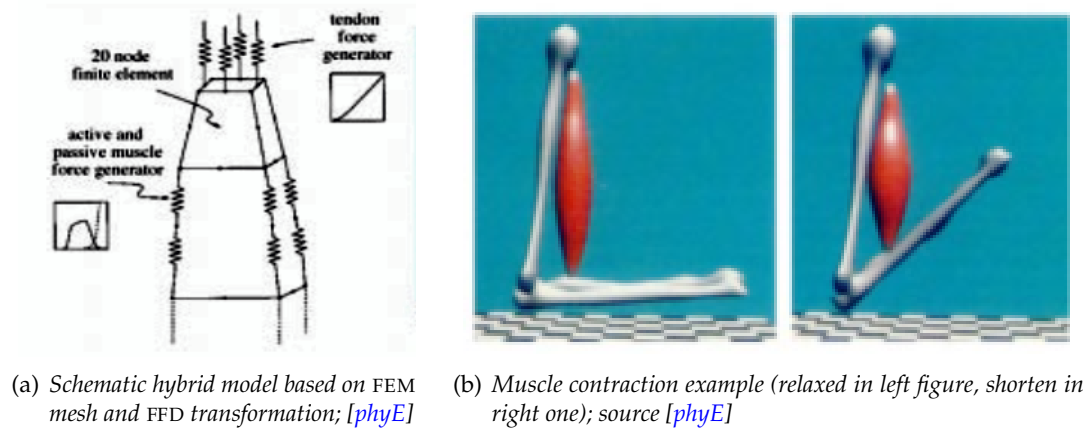 tendon
force
generator
20 node
finite element
active and
passive muscle
force generator
(a) Schematic hybrid model based on FEM
mesh and FFD transformation; [phyE]
(b) Muscle contraction example (relaxed in left figure, shorten in
right one); source [phyE]